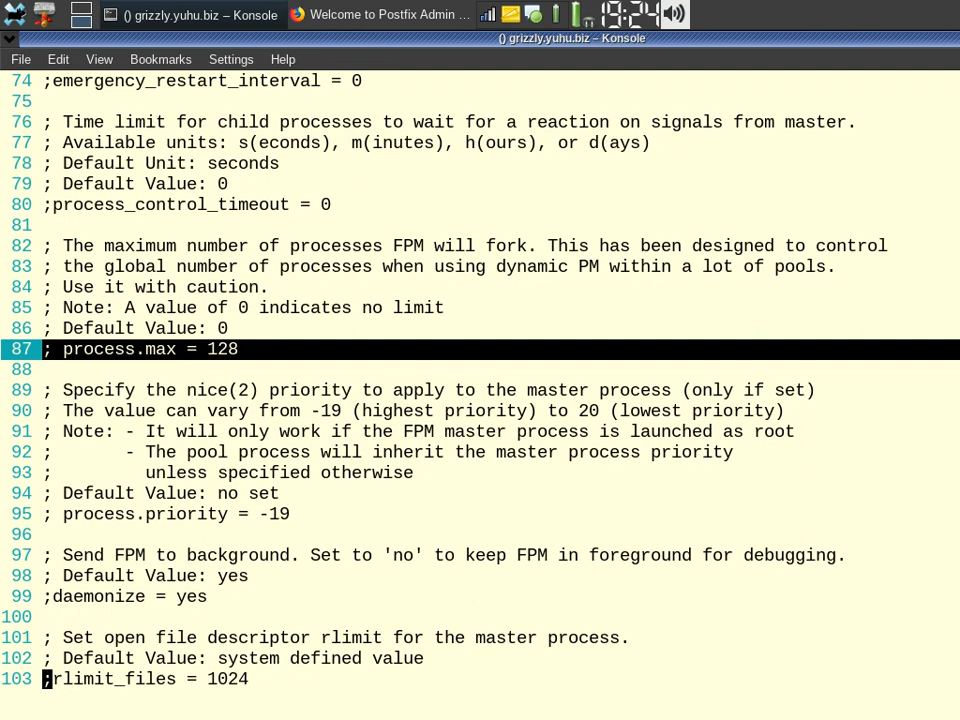 () grizzly.yuhu.biz – Konsole
Welcome to Postfix Admin ...
19:24
() grizzly.yuhu.biz – Konsole
File Edit View Bookmarks Settings Help
74 ;emergency_restart_interval = 0
75
76 ; Time limit for child processes to wait for a reaction on signals from master.
77 ; Available units: s(econds), m(inutes), h(ours), or d(ays)
78 ; Default Unit: seconds
79 ; Default Value: 0
80 ;process_control_timeout = 0
81
82 ; The maximum number of processes FPM will fork. This has been designed to control
83 ; the global number of processes when using dynamic PM within a lot of pools.
84 ; Use it with caution.
85 ; Note: A value of 0 indicates no limit
86 ; Default Value: 0
87 ; process.max = 128
88
89 ; Specify the nice(2) priority to apply to the master process (only if set)
90 ; The value can vary from -19 (highest priority) to 20 (lowest priority)
91 ; Note: - It will only work if the FPM master process is launched as root
92 ;       - The pool process will inherit the master process priority
93 ;         unless specified otherwise
94 ; Default Value: no set
95 ; process.priority = -19
96
97 ; Send FPM to background. Set to 'no' to keep FPM in foreground for debugging.
98 ; Default Value: yes
99 ;daemonize = yes
100
101 ; Set open file descriptor rlimit for the master process.
102 ; Default Value: system defined value
103 ;rlimit_files = 1024